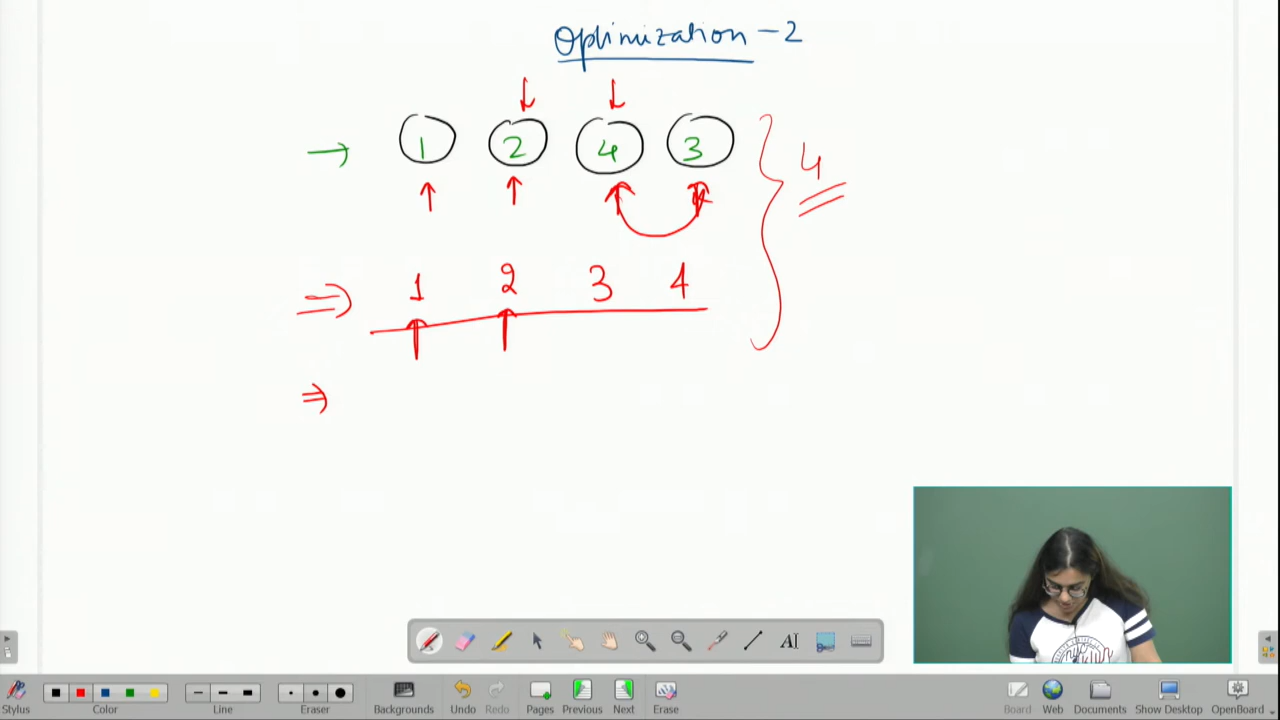 Optimization - 2
→ 1 2 4 3
4
⇒ 1 2 3 4
⇒
Stylus
Color
Line
Eraser
Backgrounds
Undo
Redo
Pages
Previous
Next
Erase
Board
Web
Documents
Show Desktop
OpenBoard
AI